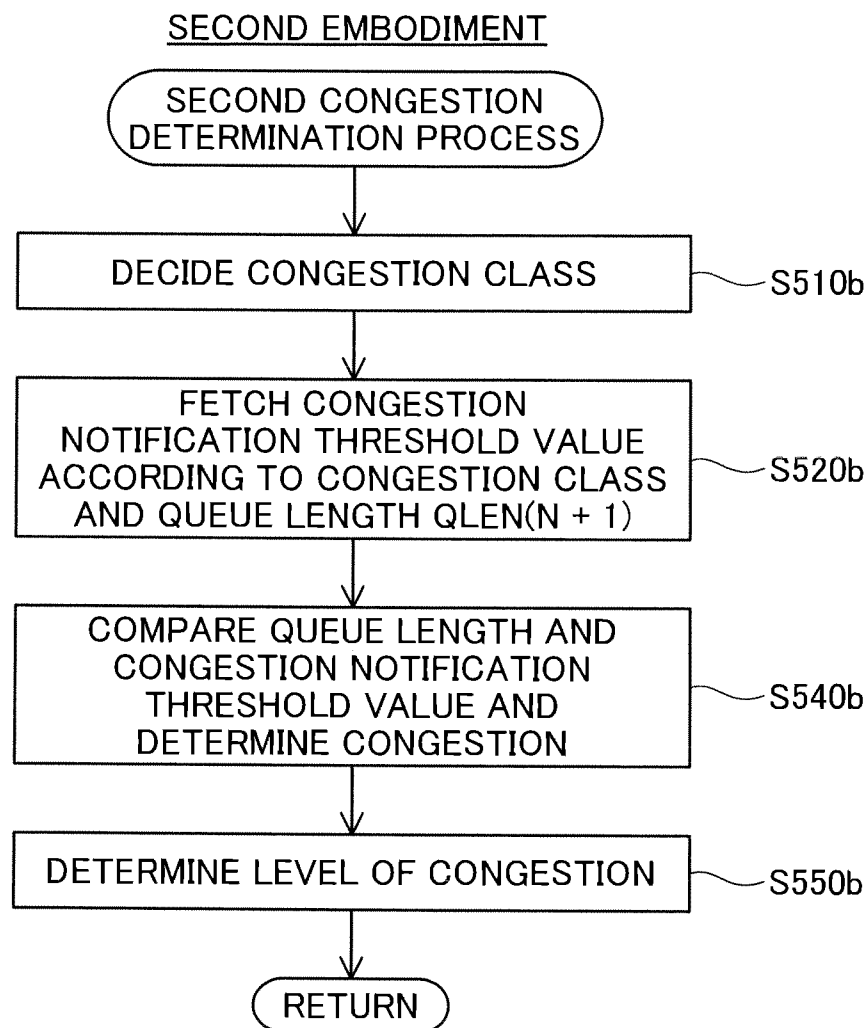 SECOND EMBODIMENT
SECOND CONGESTION
DETERMINATION PROCESS
DECIDE CONGESTION CLASS
S510b
FETCH CONGESTION
NOTIFICATION THRESHOLD VALUE
ACCORDING TO CONGESTION CLASS
AND QUEUE LENGTH QLEN(N + 1)
S520b
COMPARE QUEUE LENGTH AND
CONGESTION NOTIFICATION
THRESHOLD VALUE AND
DETERMINE CONGESTION
S540b
DETERMINE LEVEL OF CONGESTION
S550b
RETURN